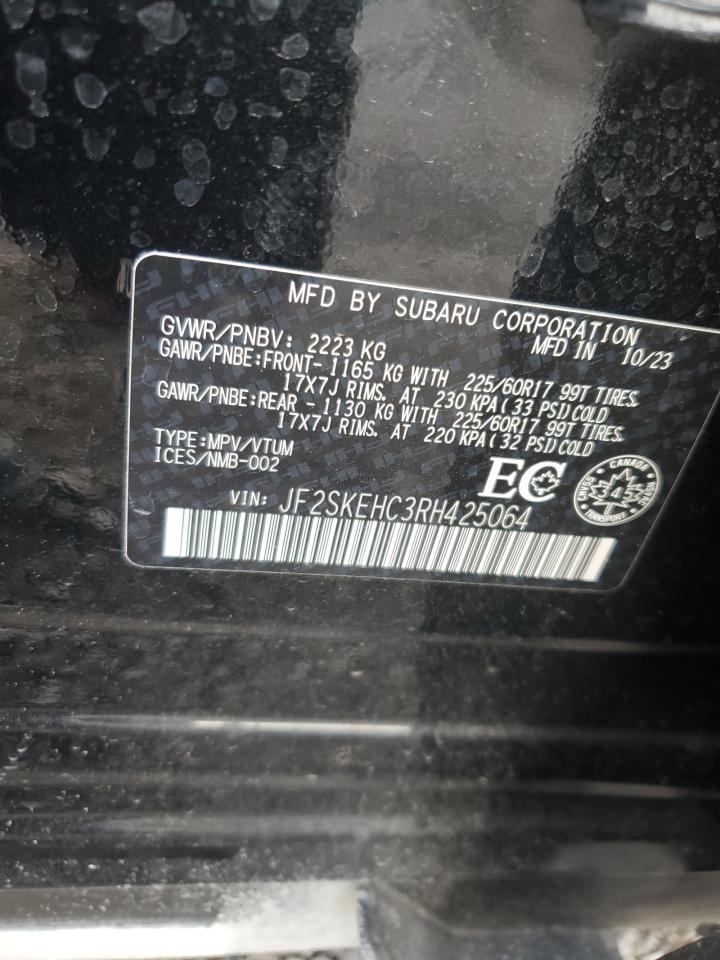 MFD BY SUBARU CORPORATION
GVWR/PNBV: 2223 KG MFD IN 10/23
GAWR/PNBE:FRONT- 1165 KG WITH 225/60R17 99T TIRES.
17X7J RIMS. AT 230 KPA(33 PSI)COLD
GAWR/PNBE:REAR - 1130 KG WITH 225/60R17 99T TIRES.
17X7J RIMS. AT 220 KPA(32 PSI)COLD
TYPE:MPV/VTUM
ICES/NMB-002
EC
CANADA
345
TRANSPORT
VIN: JF2SKEHC3RH425064